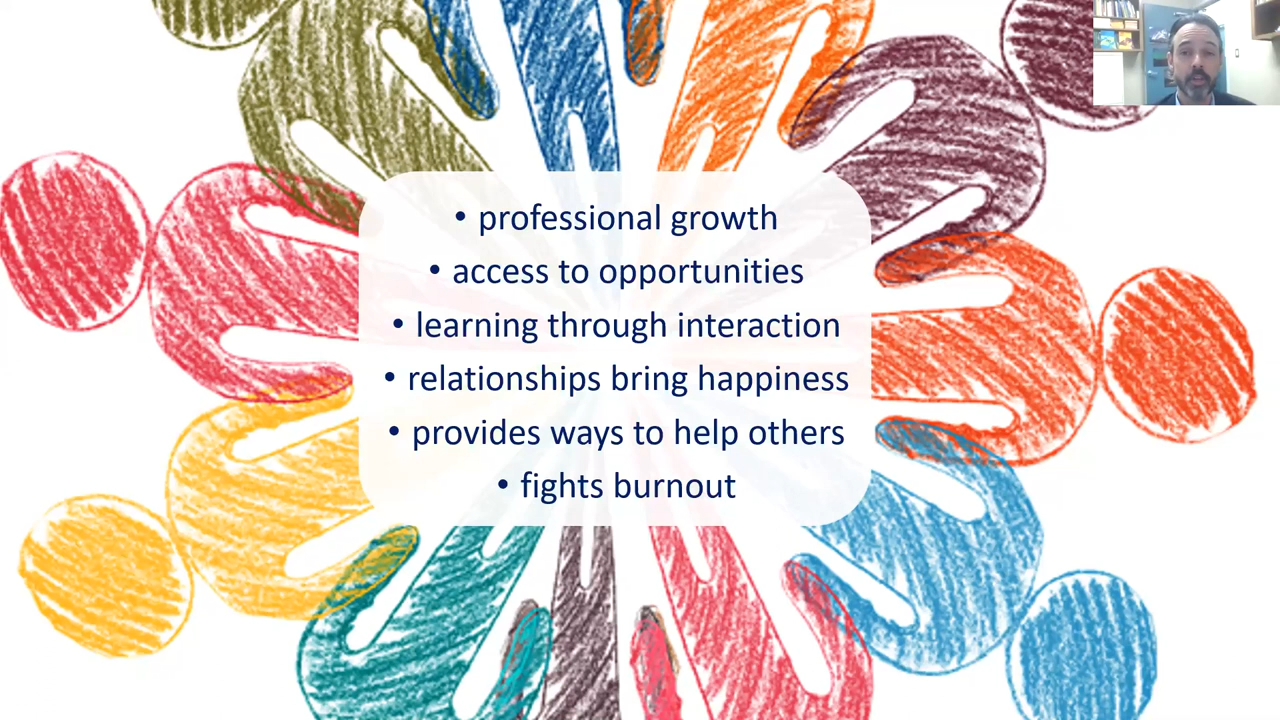 • professional growth
• access to opportunities
• learning through interaction
• relationships bring happiness
• provides ways to help others
• fights burnout